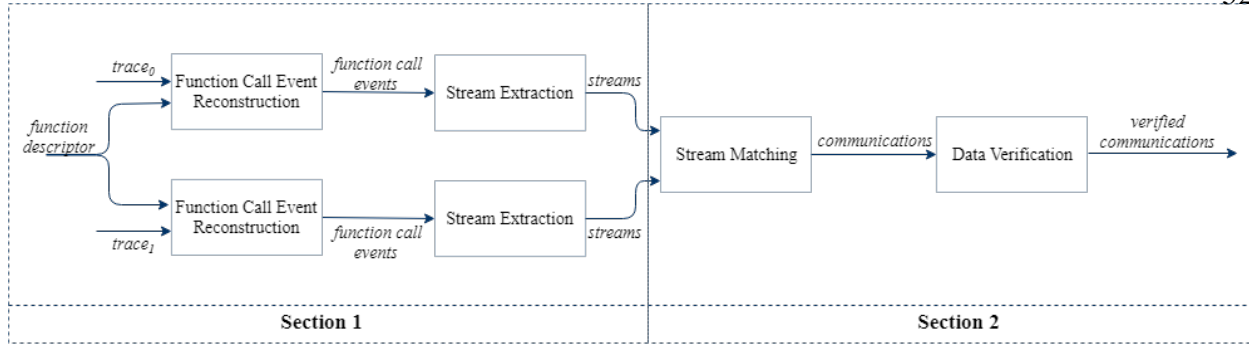 trace0
Function Call Event
Reconstruction
function call
events
Stream Extraction
streams
function
descriptor
Stream Matching
communications
Data Verification
verified
communications
Function Call Event
Reconstruction
trace1
function call
events
Stream Extraction
streams
Section 1
Section 2